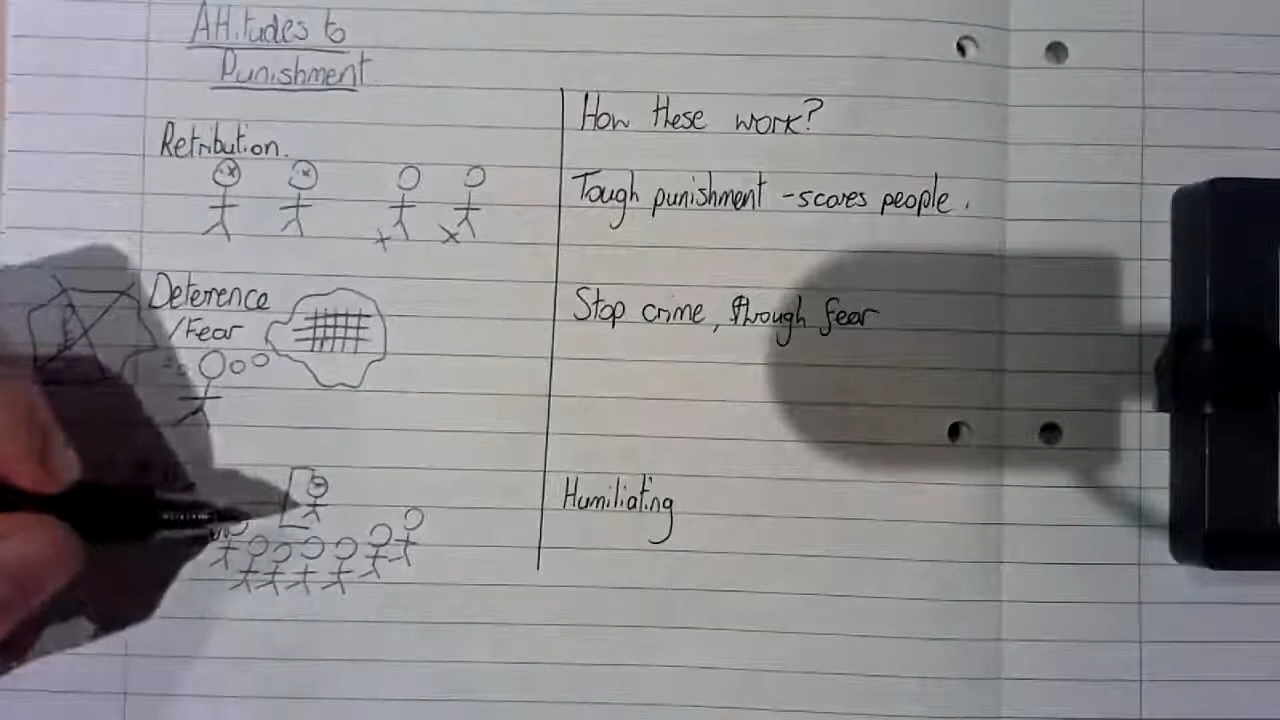 Attitudes to
Punishment
How these work?
Retribution.
Tough punishment - scares people.
Deterence
/Fear
Stop crime, through fear
Humiliating